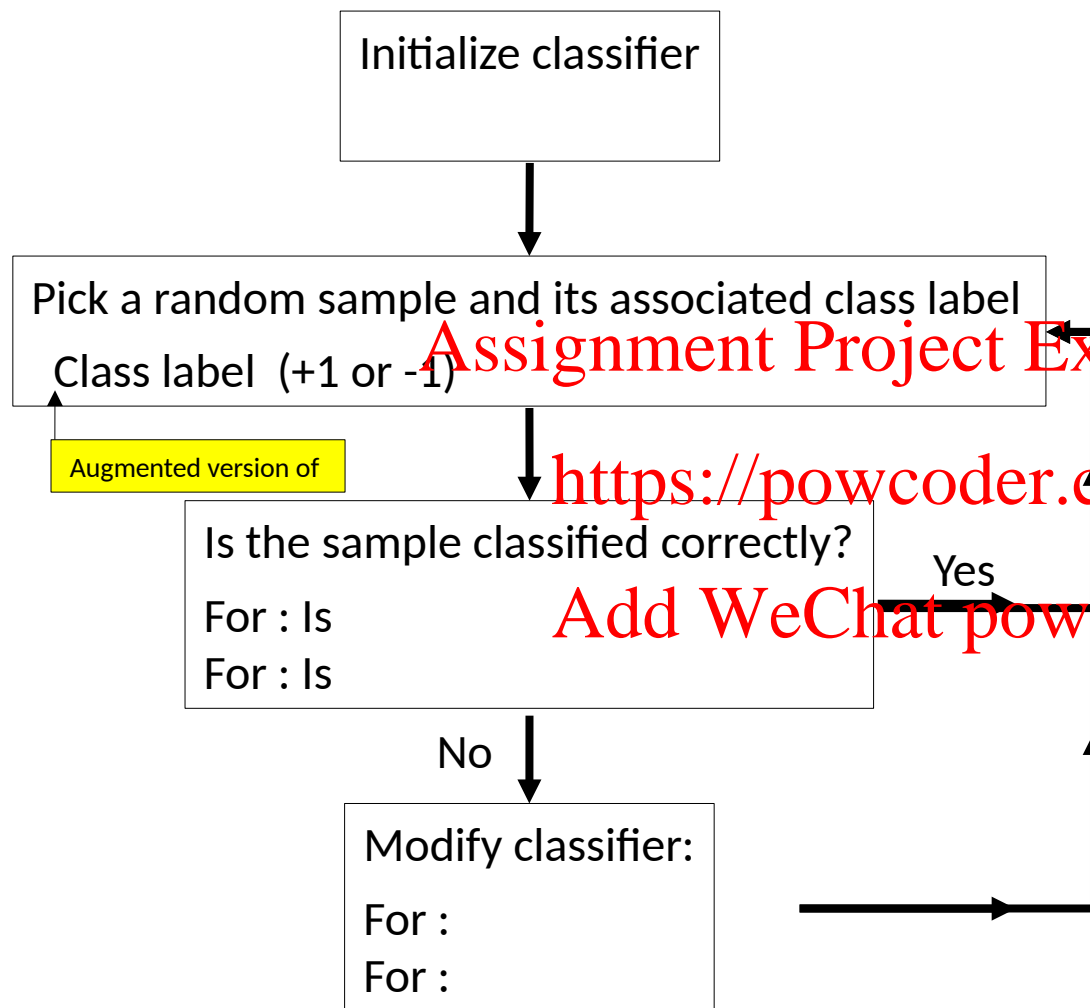 Initialize classifier
Pick a random sample and its associated class label
Class label (+1 or -1)
Assignment Project Ex
Augmented version of
https://powcoder.c
Is the sample classified correctly?
Yes
For : Is
Add WeChat pow
For : Is
No
Modify classifier:
For :
For :